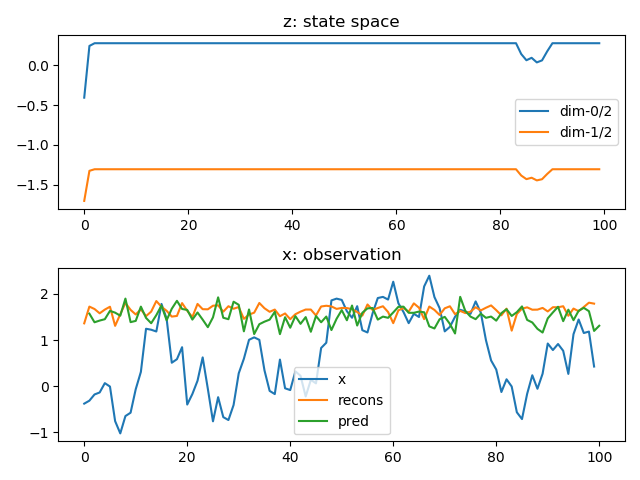 z: state space
0.0
−0.5
−1.0
−1.5
dim-0/2
dim-1/2
0 20 40 60 80 100
x: observation
2
1
0
−1
x
recons
pred
0 20 40 60 80 100